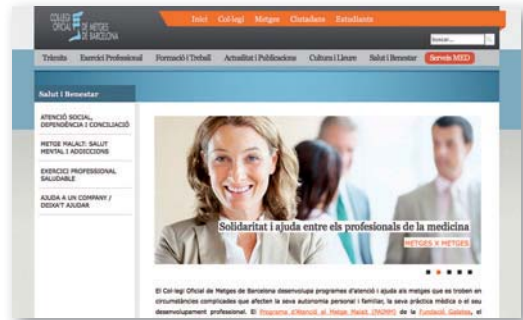 COL·LEGI
OFICIAL DE METGES
DE BARCELONA
Inici Col·legi Metges Ciutadans Estudiants
buscar...
Tràmits Exercici Professional Formació i Treball Actualitat i Publicacions Cultura i Lleure Salut i Benestar Serveis MED
Salut i Benestar
ATENCIÓ SOCIAL,
DEPENDÈNCIA I CONCILIACIÓ
METGE MALALT: SALUT
MENTAL I ADDICCIONS
EXERCICI PROFESSIONAL
SALUDABLE
AJUDA A UN COMPANY /
DEIXA'T AJUDAR
Solidaritat i ajuda entre els profesionals de la medicina
METGES X METGES
El Col·legi Oficial de Metges de Barcelona desenvolupa programes d'atenció i ajuda als metges que es troben en
circumstàncies complicades que afecten la seva autonomia personal i familiar, la seva pràctica mèdica o el seu
desenvolupament professional. El Programa d'Atenció al Metge Malalt (PAIMM) de la Fundació Galatea, el